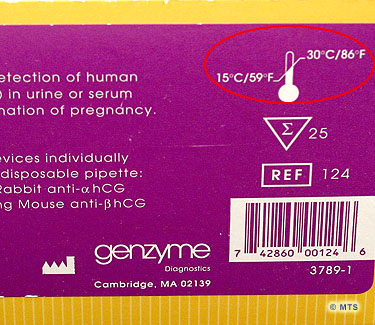 30°C/86°F
15°C/59°F
etection of human
) in urine or serum
nation of pregnancy.
Σ 25
REF 124
evices individually
disposable pipette:
Rabbit anti-αhCG
ng Mouse anti-βhCG
genzyme
Diagnostics
Cambridge, MA 02139
7 42860 00124 6
3789-1
© MTS